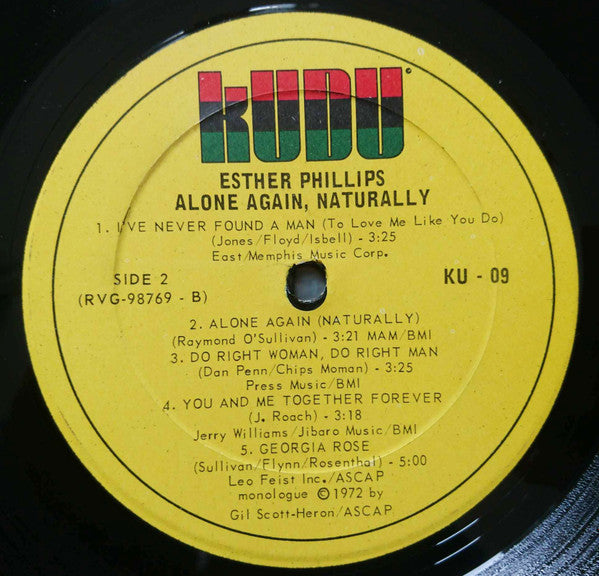 KUDU
ESTHER PHILLIPS
ALONE AGAIN, NATURALLY
1. I'VE NEVER FOUND A MAN (To Love Me Like You Do)
(Jones/Floyd/Isbell) - 3:25
East/Memphis Music Corp.
SIDE 2
(RVG-98769 - B)
KU - 09
2. ALONE AGAIN (NATURALLY)
(Raymond O'Sullivan) - 3:21 MAM/BMI
3. DO RIGHT WOMAN, DO RIGHT MAN
(Dan Penn/Chips Moman) - 3:25
Press Music/BMI
4. YOU AND ME TOGETHER FOREVER
(J. Roach) - 3:18
Jerry Williams/Jibaro Music/BMI
5. GEORGIA ROSE
(Sullivan/Flynn/Rosenthal) - 5:00
Leo Feist Inc./ASCAP
monologue ©1972 by
Gil Scott-Heron/ASCAP